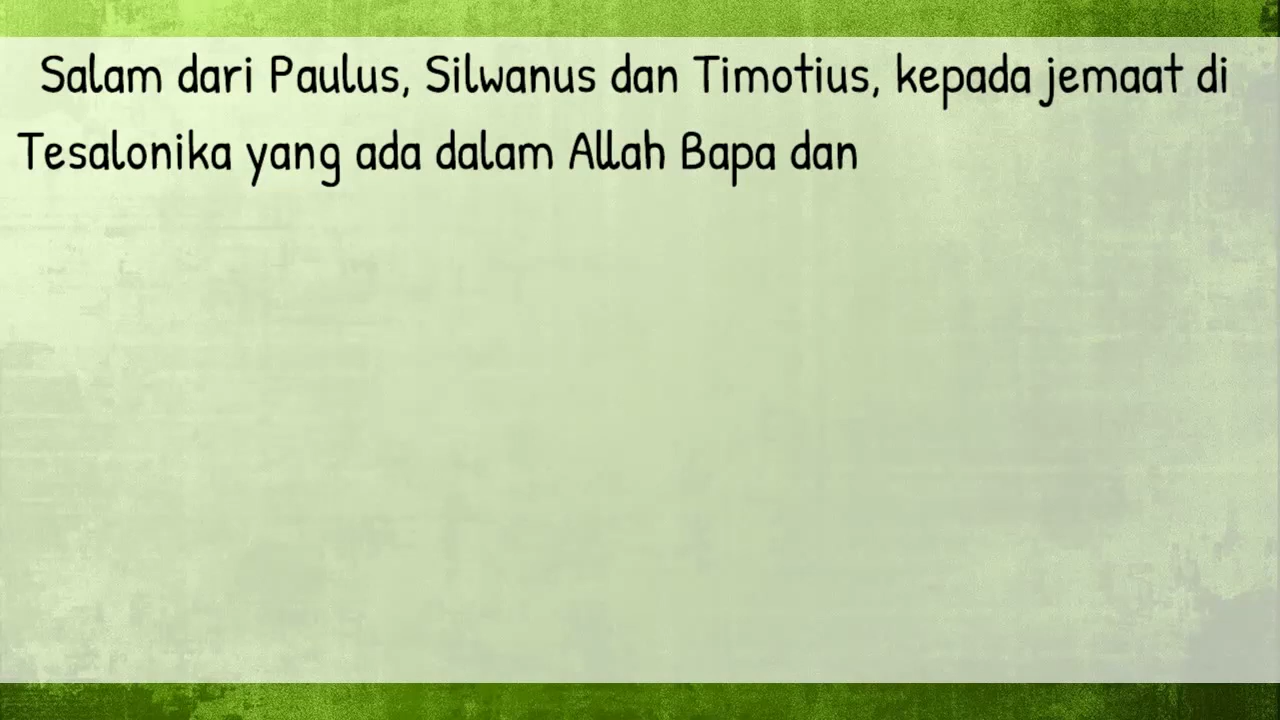 Salam dari Paulus, Silwanus dan Timotius, kepada jemaat di
Tesalonika yang ada dalam Allah Bapa dan